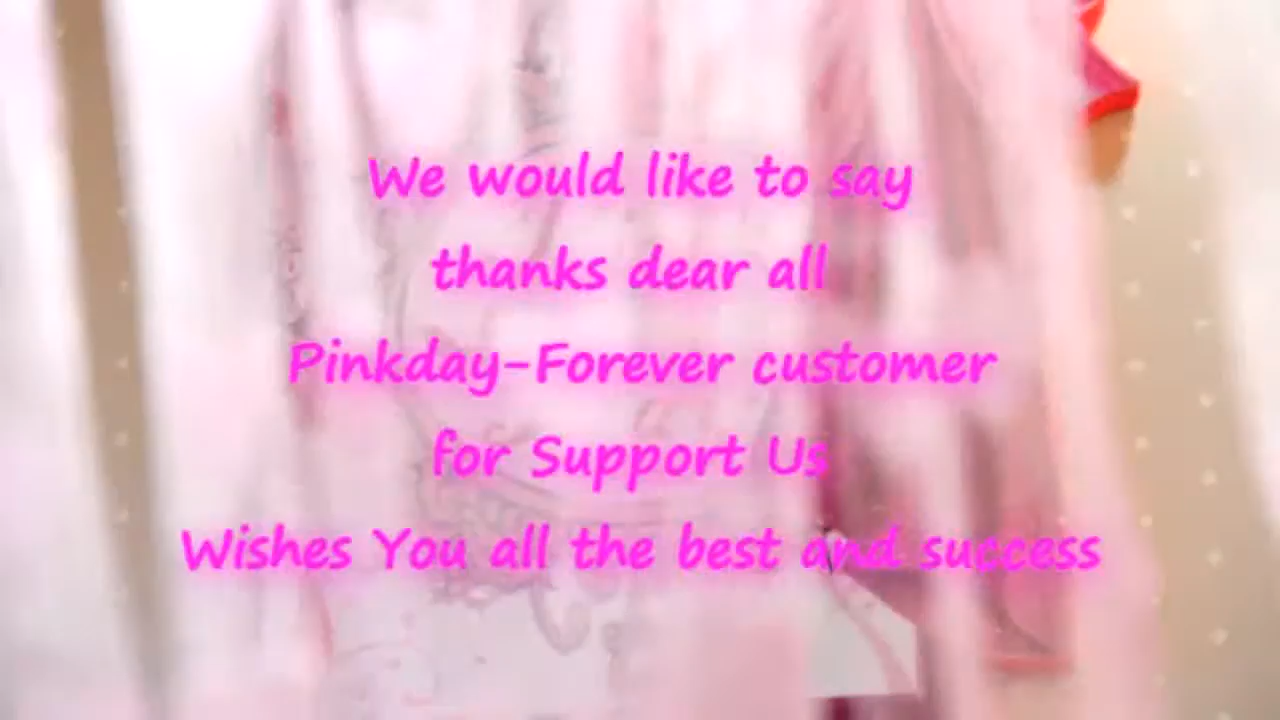 We would like to say
thanks dear all
Pinkday-Forever customer
for Support Us
Wishes You all the best and success